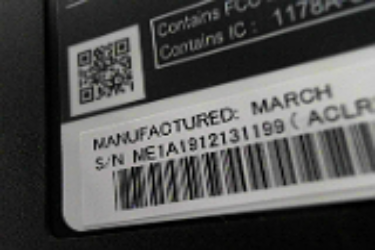 Contains FCC
Contains IC : 1178A-
MANUFACTURED: MARCH
S/N ME1A1912131199 ( ACLR